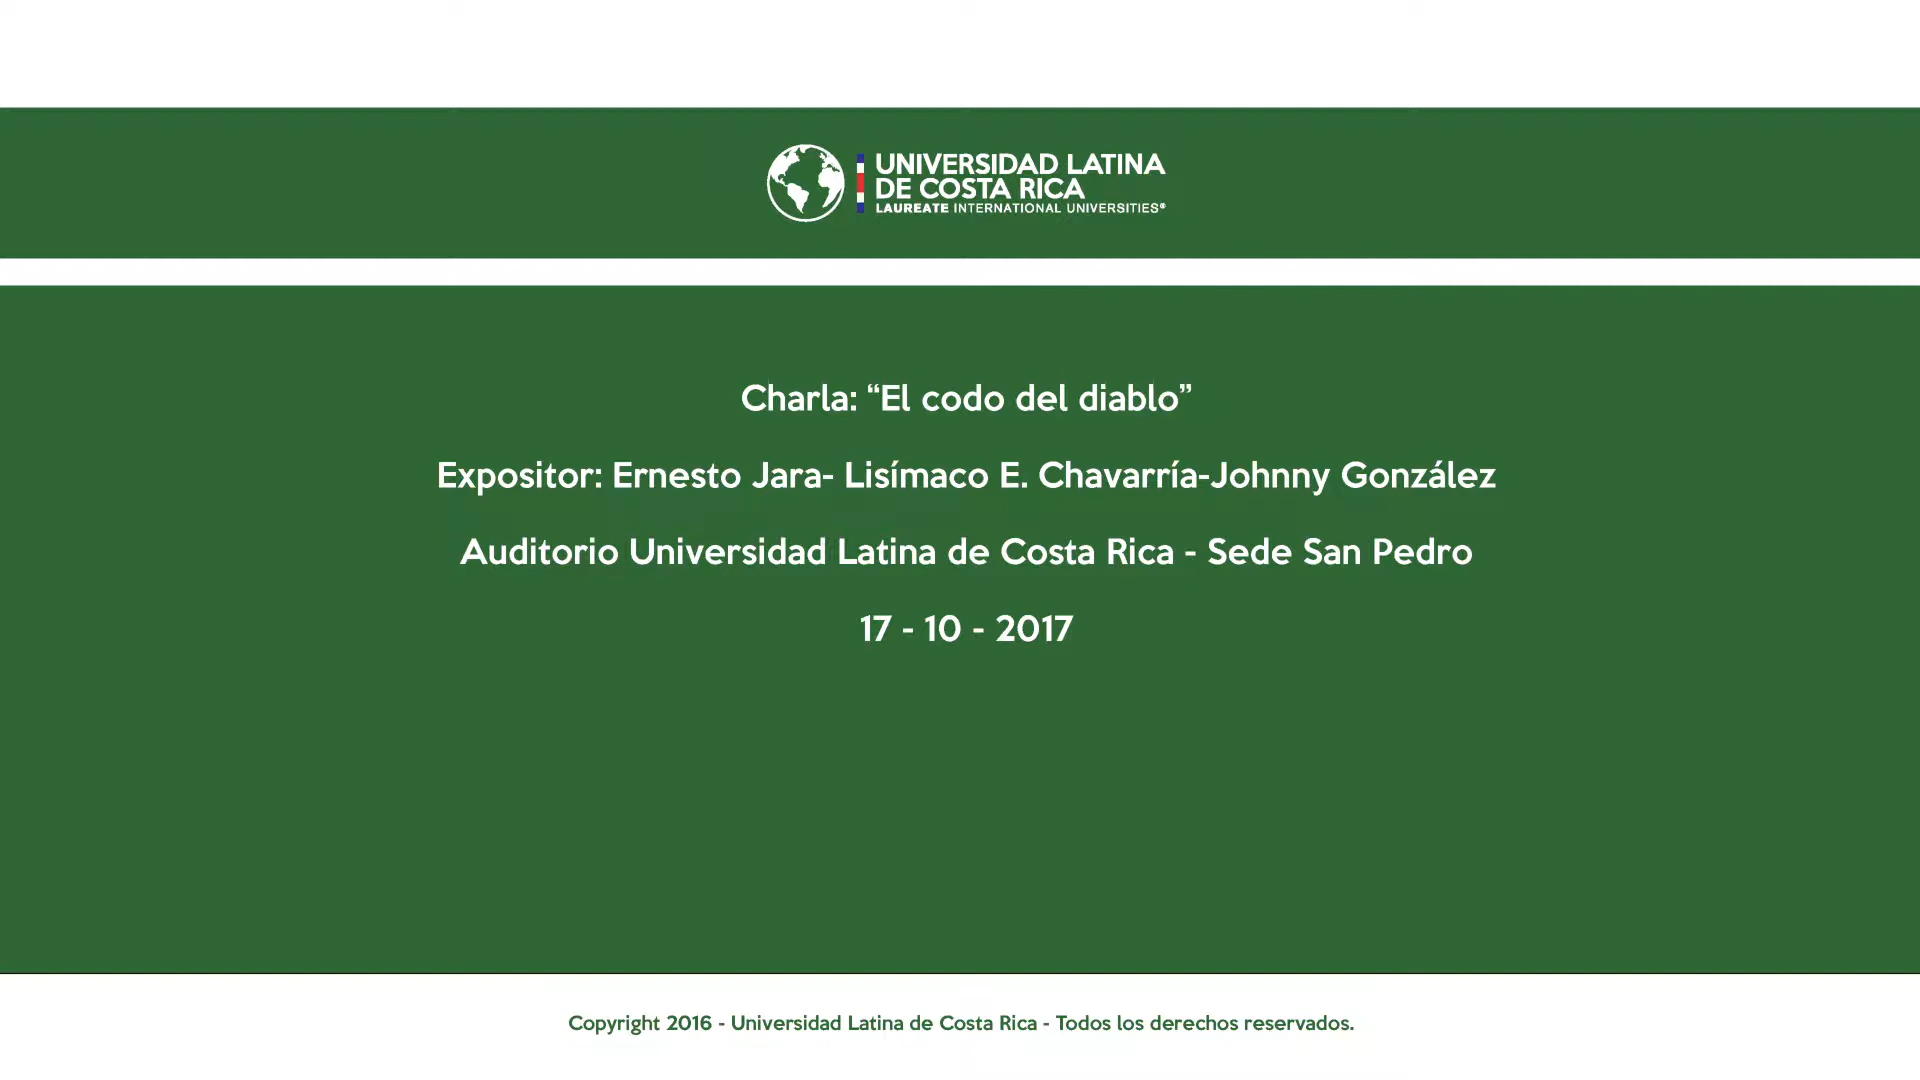 UNIVERSIDAD LATINA
DE COSTA RICA
LAUREATE INTERNATIONAL UNIVERSITIES®
Charla: “El codo del diablo”
Expositor: Ernesto Jara- Lisímaco E. Chavarría-Johnny González
Auditorio Universidad Latina de Costa Rica - Sede San Pedro
17 - 10 - 2017
Copyright 2016 - Universidad Latina de Costa Rica - Todos los derechos reservados.